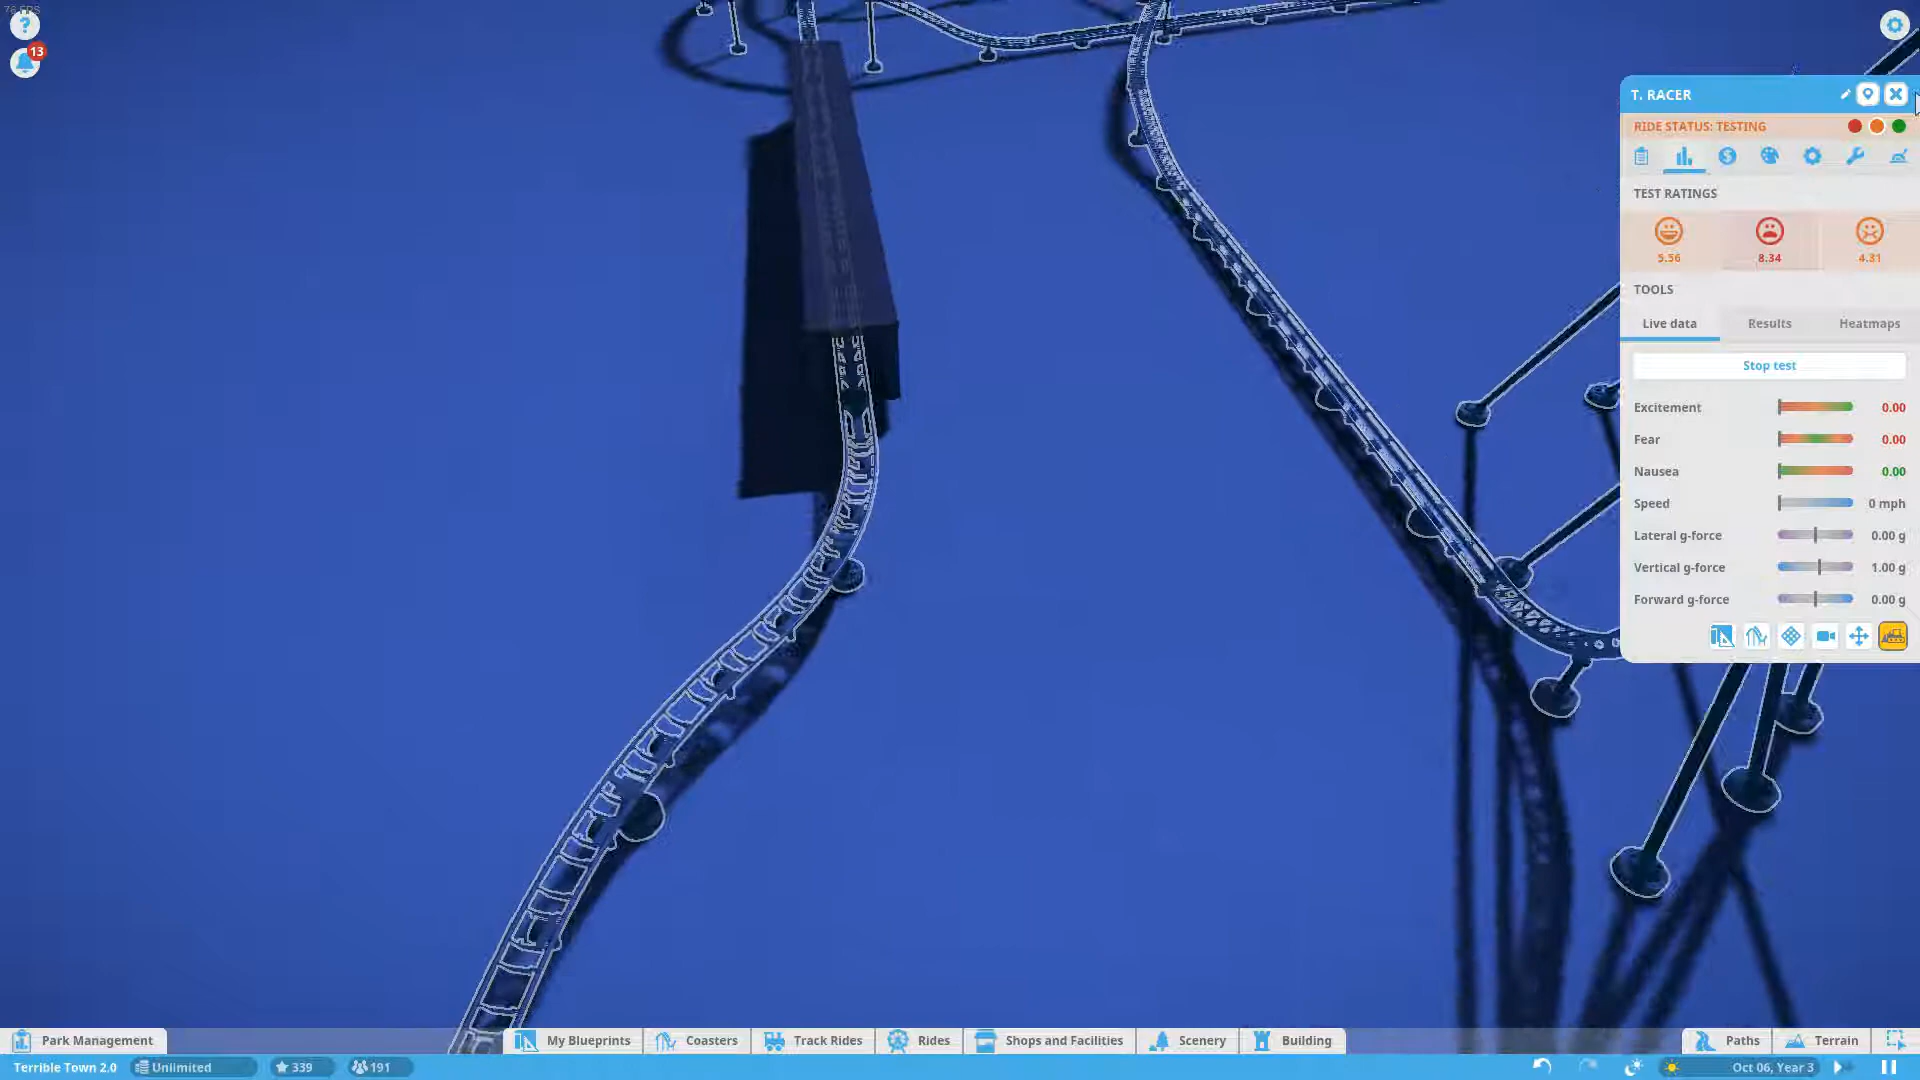 76 FPS
?
13
T. RACER
RIDE STATUS: TESTING
TEST RATINGS
5.56 8.34 4.31
TOOLS
Live data Results Heatmaps
Stop test
Excitement 0.00
Fear 0.00
Nausea 0.00
Speed 0 mph
Lateral g-force 0.00 g
Vertical g-force 1.00 g
Forward g-force 0.00 g
Park Management My Blueprints Coasters Track Rides Rides Shops and Facilities Scenery Building Paths Terrain
Terrible Town 2.0 Unlimited 339 191 Oct 06, Year 3